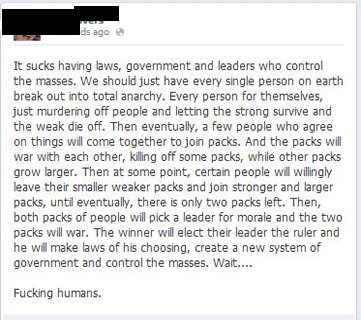 ds ago
It sucks having laws, government and leaders who control
the masses. We should just have every single person on earth
break out into total anarchy. Every person for themselves,
just murdering off people and letting the strong survive and
the weak die off. Then eventually, a few people who agree
on things will come together to join packs. And the packs will
war with each other, killing off some packs, while other packs
grow larger. Then at some point, certain people will willingly
leave their smaller weaker packs and join stronger and larger
packs, until eventually, there is only two packs left. Then,
both packs of people will pick a leader for morale and the two
packs will war. The winner will elect their leader the ruler and
he will make laws of his choosing, create a new system of
government and control the masses. Wait....
Fucking humans.